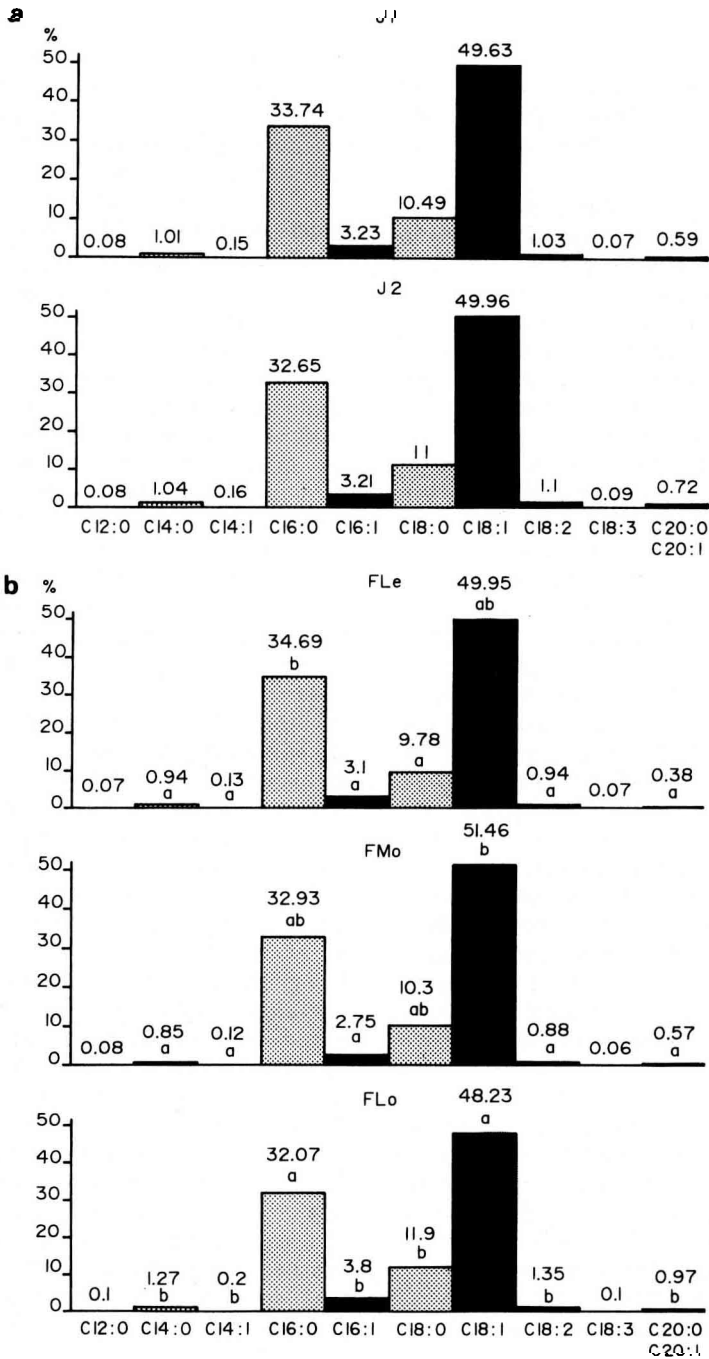 a
J1
%
49.63
50
40
33.74
30
20
10.49
10
3.23
0.08 1.01 0.15 1.03 0.07 0.59
0
J2
49.96
50
40
32.65
30
20
11
10
3.21
0.08 1.04 0.16 1.1 0.09 0.72
0
C12:0 C14:0 C14:1 C16:0 C16:1 C18:0 C18:1 C18:2 C18:3 C20:0
C20:1
b
%
FLe
49.95
ab
50
40
34.69
b
30
20
9.78
a
10
3.1
a
0.07 0.94 0.13 0.94 0.07 0.38
a a a a
0
FMo
51.46
b
50
40
32.93
ab
30
20
10.3
ab
10
2.75
a
0.08 0.85 0.12 0.88 0.06 0.57
a a a a
0
FLo
48.23
a
50
40
32.07
a
30
20
11.9
b
10
3.8
b
0.1 1.27 0.2 1.35 0.1 0.97
b b b b
0
C12:0 C14:0 C14:1 C16:0 C16:1 C18:0 C18:1 C18:2 C18:3 C20:0
C20:1